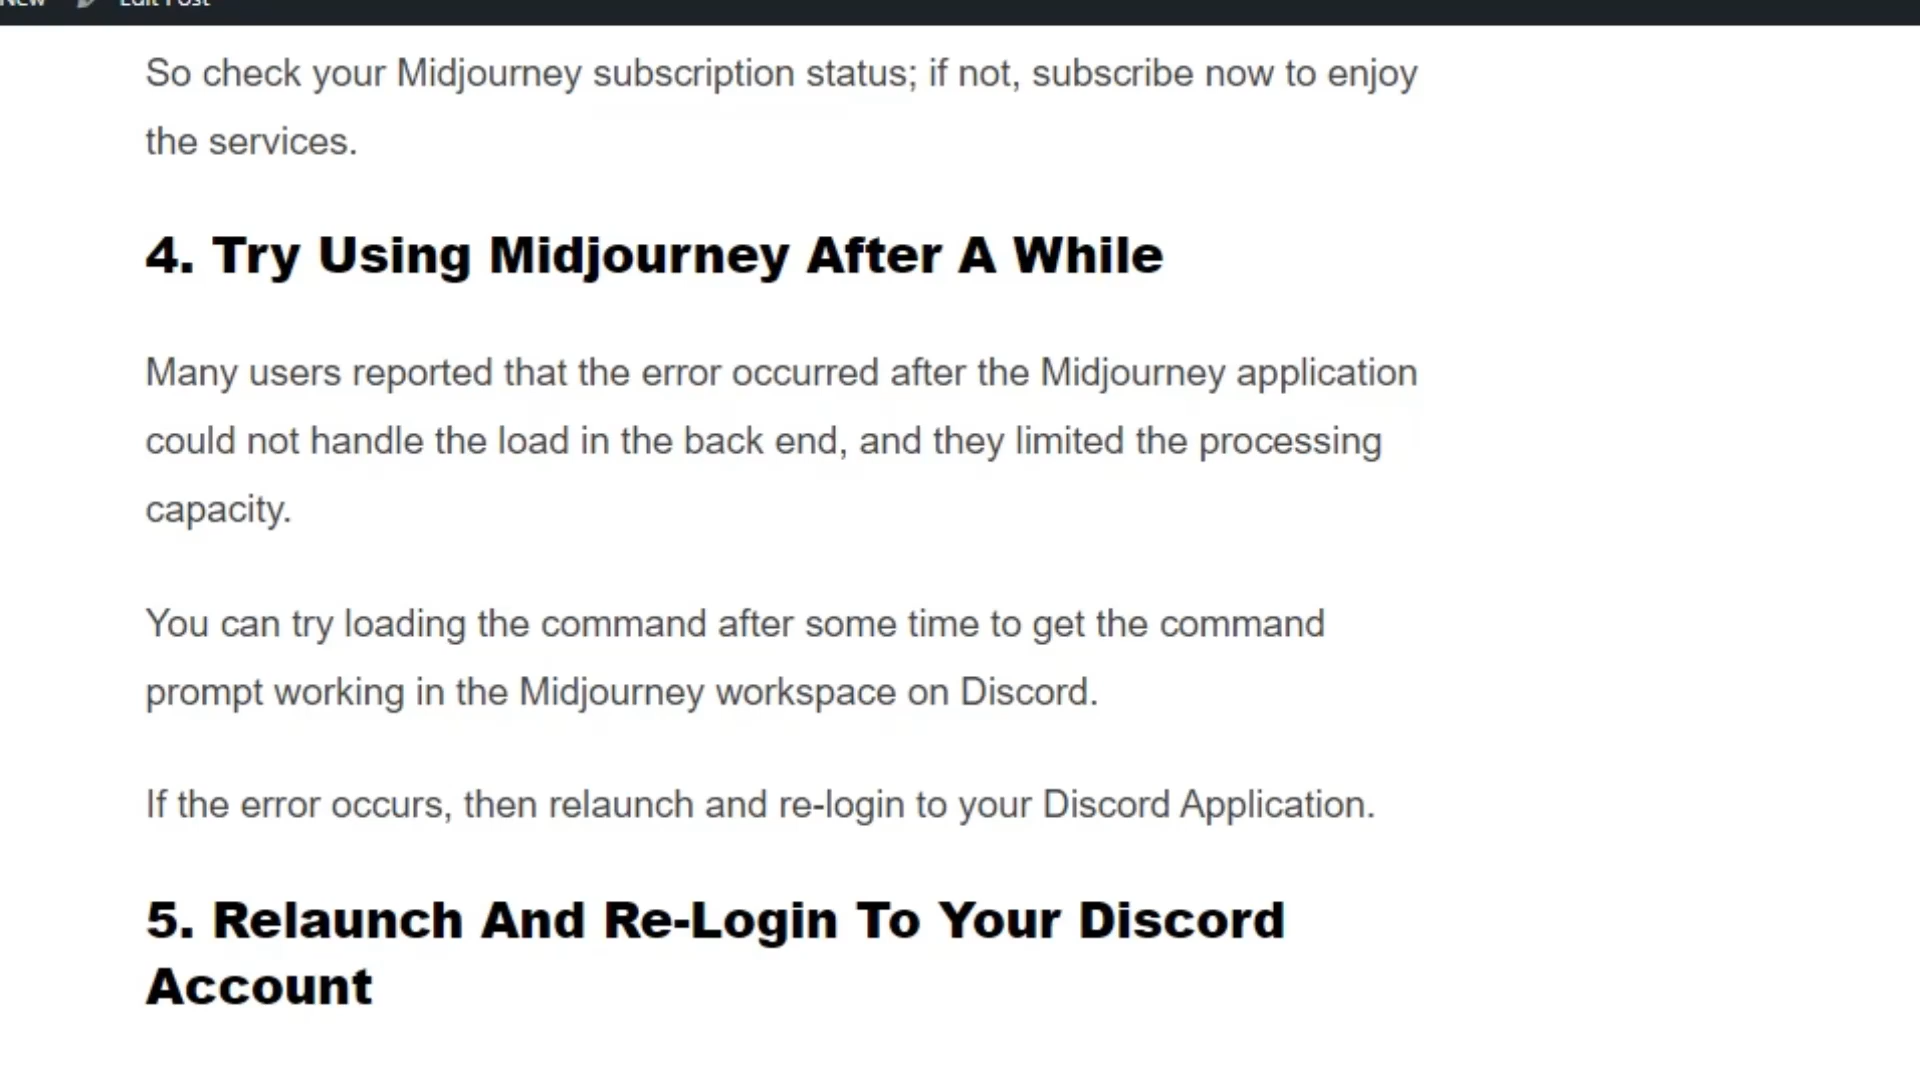 New Edit Post
So check your Midjourney subscription status; if not, subscribe now to enjoy
the services.
4. Try Using Midjourney After A While
Many users reported that the error occurred after the Midjourney application
could not handle the load in the back end, and they limited the processing
capacity.
You can try loading the command after some time to get the command
prompt working in the Midjourney workspace on Discord.
If the error occurs, then relaunch and re-login to your Discord Application.
5. Relaunch And Re-Login To Your Discord
Account